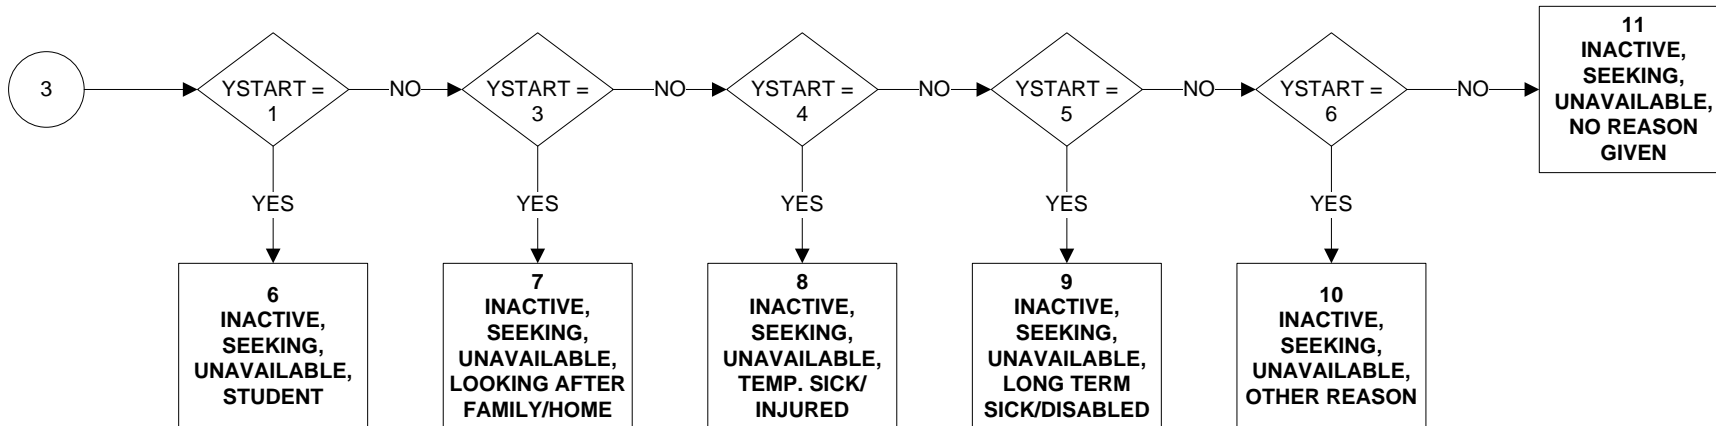 3
YSTART =
1
NO
YSTART =
3
NO
YSTART =
4
NO
YSTART =
5
NO
YSTART =
6
NO
11
INACTIVE,
SEEKING,
UNAVAILABLE,
NO REASON
GIVEN
YES
YES
YES
YES
YES
6
INACTIVE,
SEEKING,
UNAVAILABLE,
STUDENT
7
INACTIVE,
SEEKING,
UNAVAILABLE,
LOOKING AFTER
FAMILY/HOME
8
INACTIVE,
SEEKING,
UNAVAILABLE,
TEMP. SICK/
INJURED
9
INACTIVE,
SEEKING,
UNAVAILABLE,
LONG TERM
SICK/DISABLED
10
INACTIVE,
SEEKING,
UNAVAILABLE,
OTHER REASON